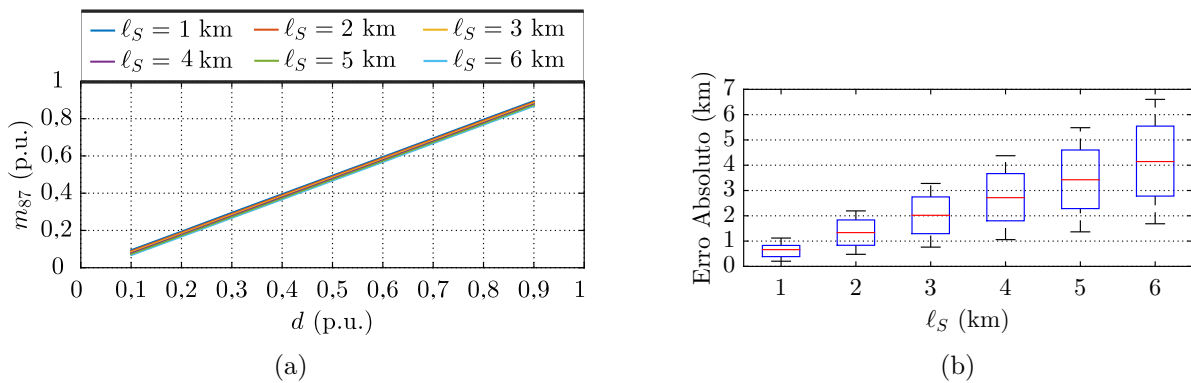 ℓ_S = 1 km ℓ_S = 2 km ℓ_S = 3 km
ℓ_S = 4 km ℓ_S = 5 km ℓ_S = 6 km
m_87 (p.u.)
1
0,8
0,6
0,4
0,2
0
0 0,1 0,2 0,3 0,4 0,5 0,6 0,7 0,8 0,9 1
d (p.u.)
(a)
Erro Absoluto (km)
7
6
5
4
3
2
1
0
1 2 3 4 5 6
ℓ_S (km)
(b)